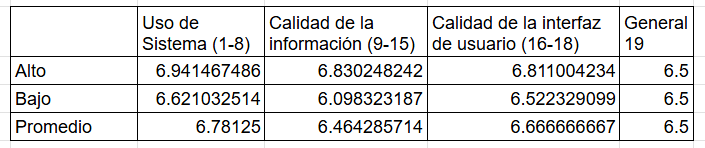 Uso de Sistema (1-8) Calidad de la información (9-15) Calidad de la interfaz de usuario (16-18) General 19
Alto 6.941467486 6.830248242 6.811004234 6.5
Bajo 6.621032514 6.098323187 6.522329099 6.5
Promedio 6.78125 6.464285714 6.666666667 6.5